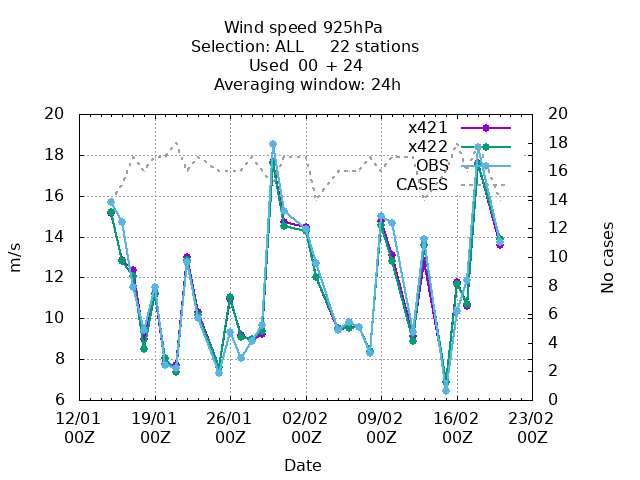 Wind speed 925hPa
Selection: ALL     22 stations
Used  00  + 24
Averaging window: 24h
20 20
18 18
16 16
14 14
12 12
10 10
8 8
6 6
4
2
0
x421
x422
OBS
CASES
m/s
No cases
12/01 19/01 26/01 02/02 09/02 16/02 23/02
00Z 00Z 00Z 00Z 00Z 00Z 00Z
Date